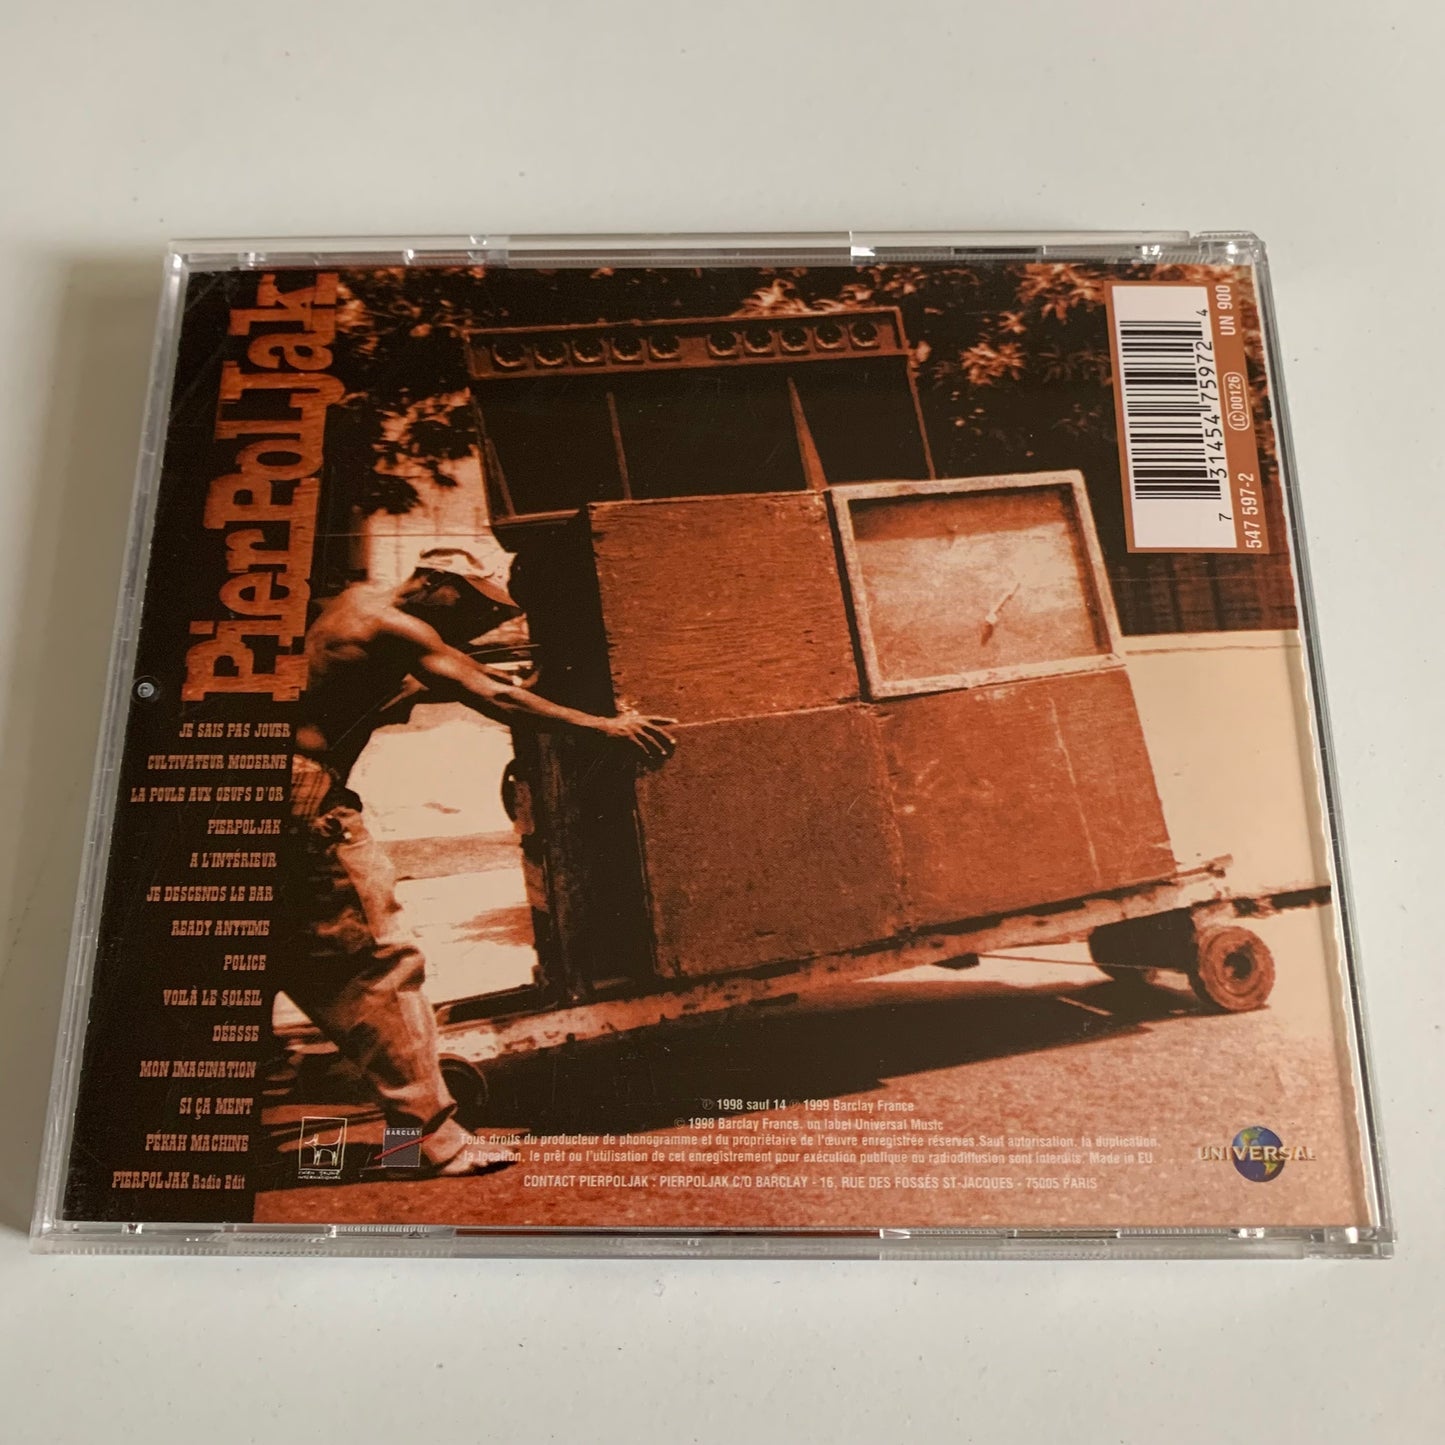 PierPolJak
JE SAIS PAS JOUER
CULTIVATEUR MODERNE
LA POULE AUX OEUFS D'OR
PIERPOLJAK
A L'INTÉRIEUR
JE DESCENDS LE BAR
READY ANYTIME
POLICE
VOILÀ LE SOLEIL
DÉESSE
MON IMAGINATION
SI ÇA MENT
PÉKAH MACHINE
PIERPOLJAK Radio Edit
7 31454 75972 4
LC 00126
547 597-2
UN 900
BARCLAY
℗ 1998 sauf 14 ℗ 1999 Barclay France
© 1998 Barclay France, un label Universal Music
Tous droits du producteur de phonogramme et du propriétaire de l'œuvre enregistrée réservés. Sauf autorisation, la duplication,
la location, le prêt ou l'utilisation de cet enregistrement pour exécution publique ou radiodiffusion sont interdits. Made in EU.
CONTACT PIERPOLJAK : PIERPOLJAK C/O BARCLAY - 16, RUE DES FOSSÉS ST-JACQUES - 75005 PARIS
UNIVERSAL